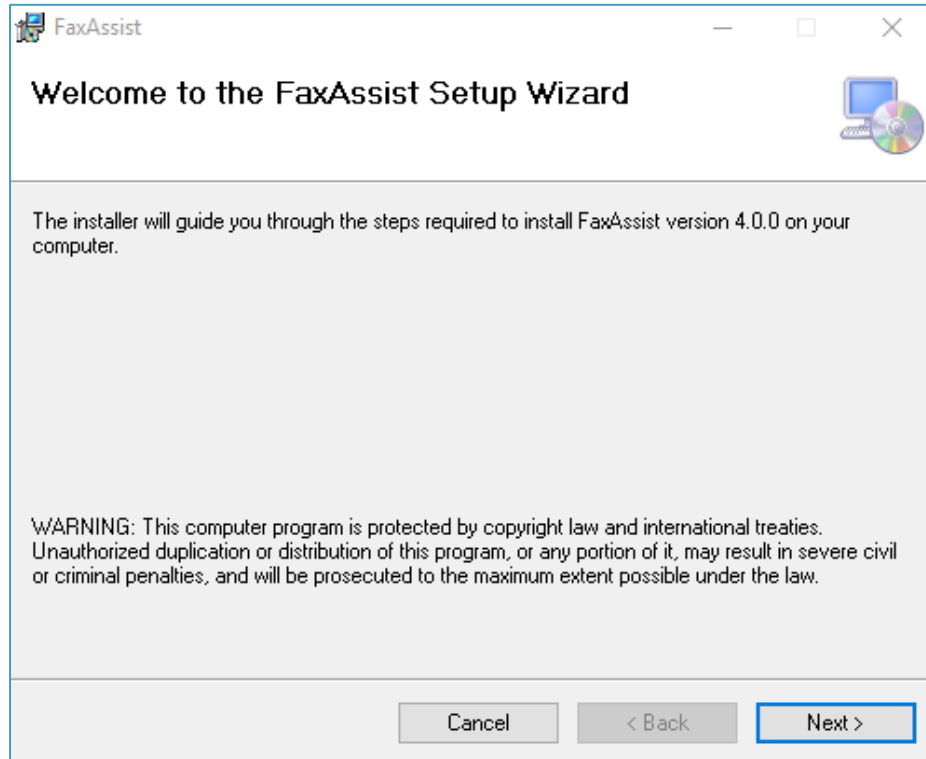 FaxAssist
Welcome to the FaxAssist Setup Wizard
The installer will guide you through the steps required to install FaxAssist version 4.0.0 on your
computer.
WARNING: This computer program is protected by copyright law and international treaties.
Unauthorized duplication or distribution of this program, or any portion of it, may result in severe civil
or criminal penalties, and will be prosecuted to the maximum extent possible under the law.
Cancel < Back Next >